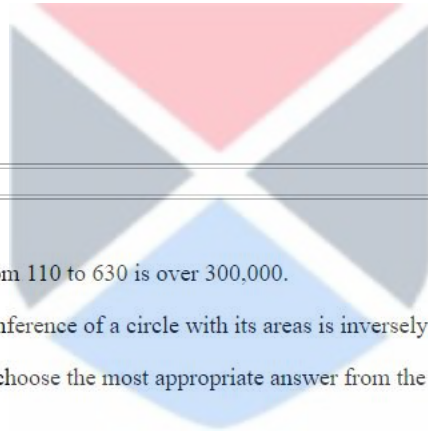 om 110 to 630 is over 300,000.
nference of a circle with its areas is inversely
choose the most appropriate answer from the